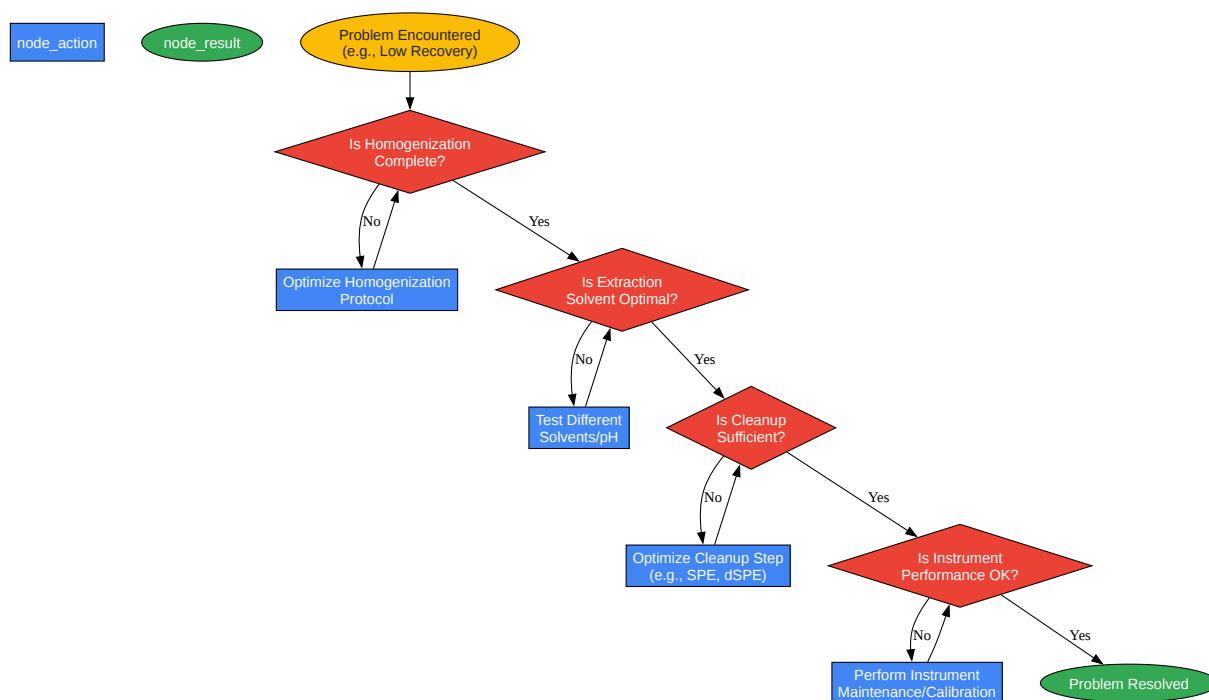 node_action
node_result
Problem Encountered
(e.g., Low Recovery)
Is Homogenization
Complete?
No
Yes
Optimize Homogenization
Protocol
Is Extraction
Solvent Optimal?
No
Yes
Test Different
Solvents/pH
Is Cleanup
Sufficient?
No
Yes
Optimize Cleanup Step
(e.g., SPE, dSPE)
Is Instrument
Performance OK?
No
Yes
Perform Instrument
Maintenance/Calibration
Problem Resolved